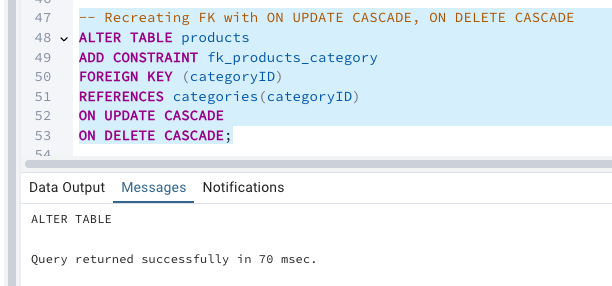 47 -- Recreating FK with ON UPDATE CASCADE, ON DELETE CASCADE
48 ALTER TABLE products
49 ADD CONSTRAINT fk_products_category
50 FOREIGN KEY (categoryID)
51 REFERENCES categories(categoryID)
52 ON UPDATE CASCADE
53 ON DELETE CASCADE;
54
Data Output Messages Notifications
ALTER TABLE
Query returned successfully in 70 msec.